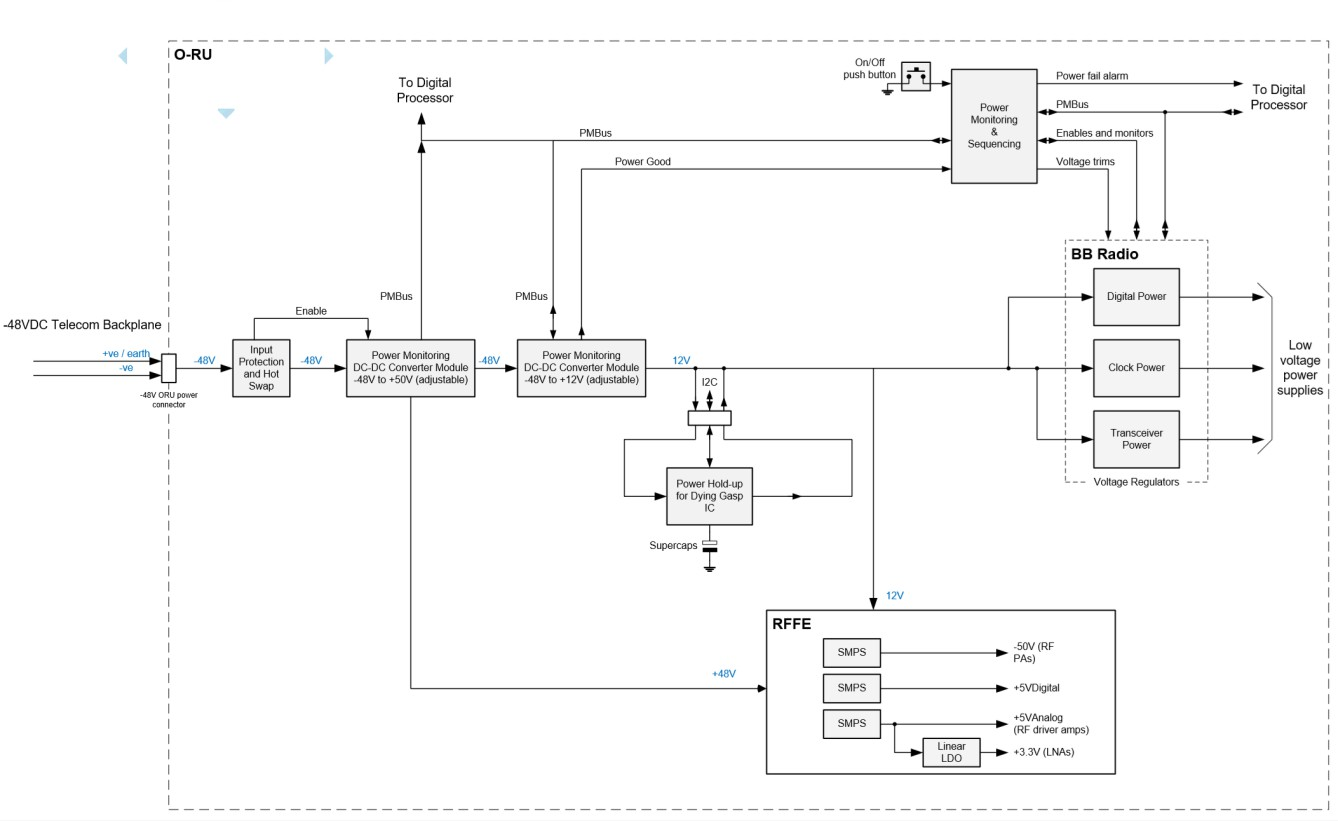 O-RU
To Digital
Processor
On/Off
push button
Power
Monitoring
&
Sequencing
Power fail alarm
PMBus
Enables and monitors
Voltage trims
To Digital
Processor
PMBus
Power Good
BB Radio
Digital Power
Clock Power
Transceiver
Power
Voltage Regulators
Low
voltage
power
supplies
-48VDC Telecom Backplane
+ve / earth
-ve
-48V ORU power
connector
-48V
Enable
Input
Protection
and Hot
Swap
-48V
PMBus
Power Monitoring
DC-DC Converter Module
-48V to +50V (adjustable)
-48V
PMBus
Power Monitoring
DC-DC Converter Module
-48V to +12V (adjustable)
12V
I2C
Power Hold-up
for Dying Gasp
IC
Supercaps
12V
+48V
RFFE
SMPS
-50V (RF
PAs)
SMPS
+5VDigital
SMPS
+5VAnalog
(RF driver amps)
Linear
LDO
+3.3V (LNAs)